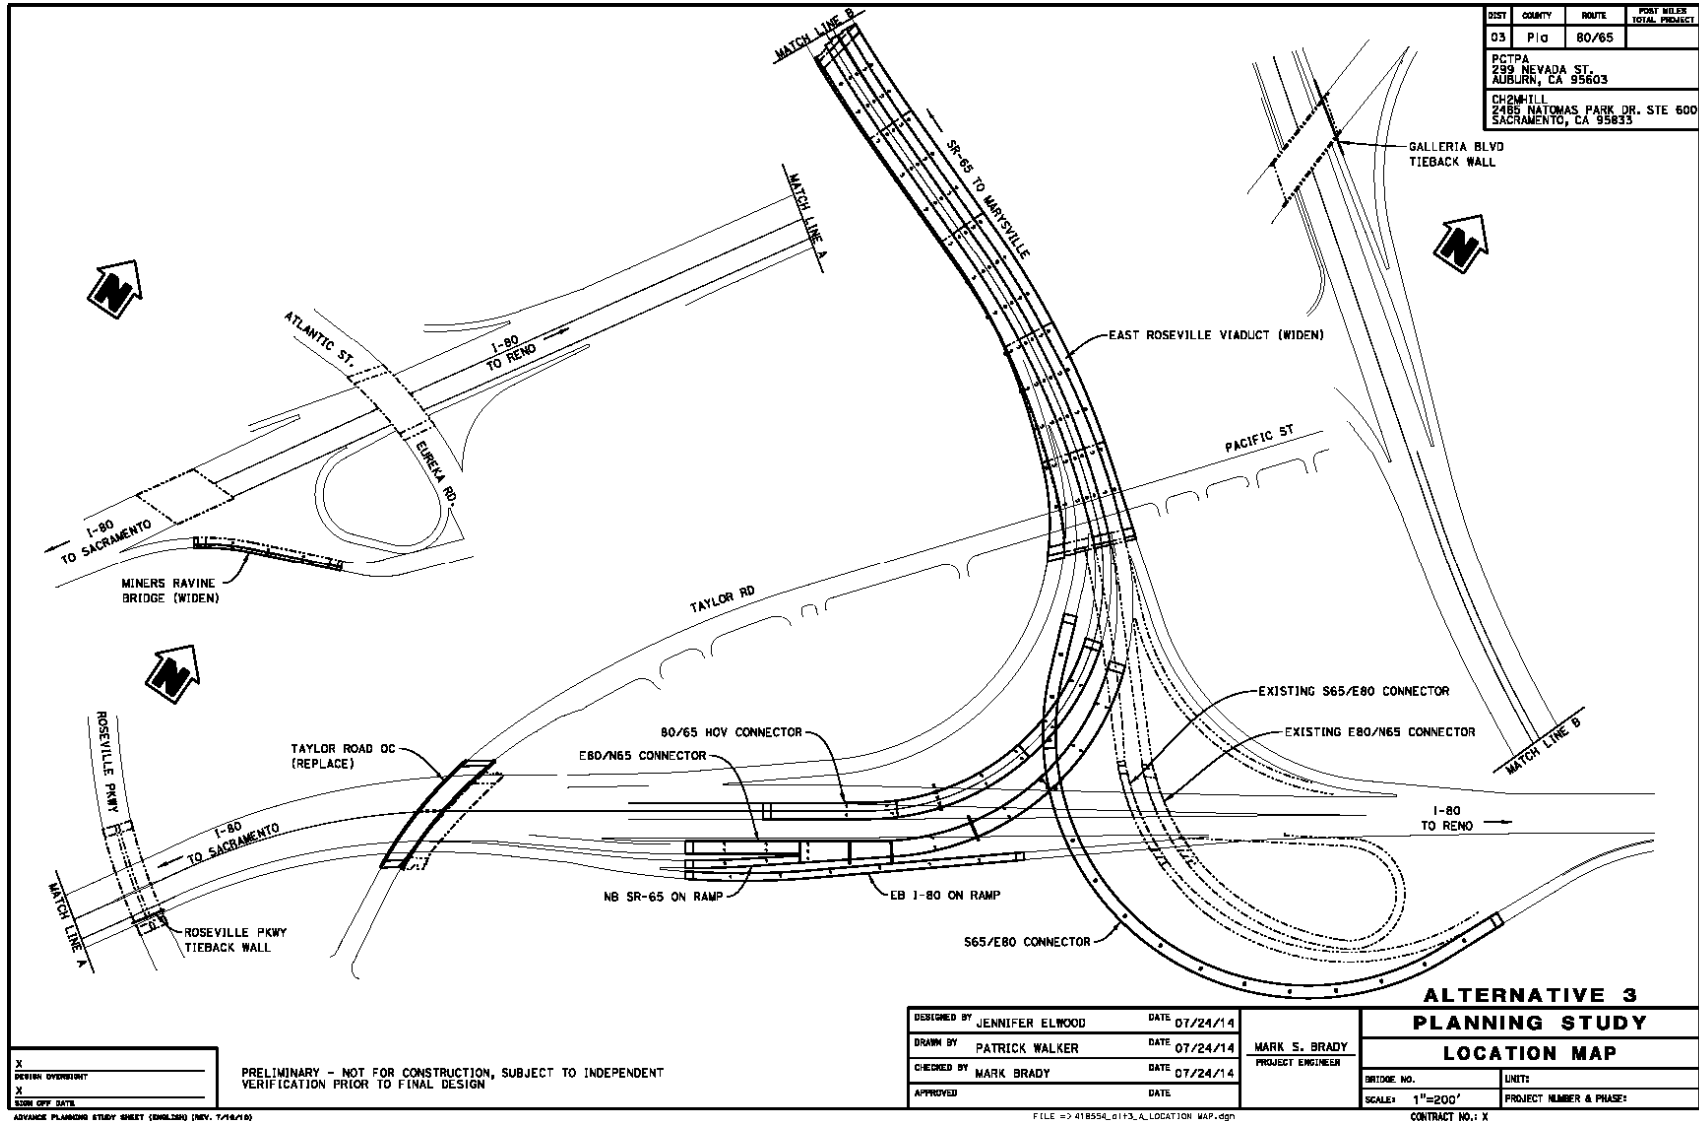 MATCH LINE B
DIST COUNTY ROUTE POST MILES TOTAL PROJECT
03 Pla 80/65
PCTPA
299 NEVADA ST.
AUBURN, CA 95603
CH2MHILL
2485 NATOMAS PARK DR. STE 600
SACRAMENTO, CA 95833
GALLERIA BLVD
TIEBACK WALL
SR-65 TO MARYSVILLE
MATCH LINE A
N
N
ATLANTIC ST.
I-80
TO RENO
EAST ROSEVILLE VIADUCT (WIDEN)
EUREKA RD.
PACIFIC ST
I-80
TO SACRAMENTO
MINERS RAVINE
BRIDGE (WIDEN)
TAYLOR RD
N
EXISTING S65/E80 CONNECTOR
ROSEVILLE PKWY
80/65 HOV CONNECTOR
EXISTING E80/N65 CONNECTOR
TAYLOR ROAD OC
(REPLACE)
E80/N65 CONNECTOR
MATCH LINE B
I-80
TO SACRAMENTO
I-80
TO RENO
NB SR-65 ON RAMP
EB I-80 ON RAMP
MATCH LINE A
ROSEVILLE PKWY
TIEBACK WALL
S65/E80 CONNECTOR
ALTERNATIVE 3
PLANNING STUDY
LOCATION MAP
DESIGNED BY JENNIFER ELWOOD DATE 07/24/14
DRAWN BY PATRICK WALKER DATE 07/24/14
CHECKED BY MARK BRADY DATE 07/24/14
APPROVED DATE
MARK S. BRADY
PROJECT ENGINEER
BRIDGE NO. UNIT:
SCALE: 1"=200' PROJECT NUMBER & PHASE:
CONTRACT NO.: X
X
DESIGN OVERSIGHT
X
SIGN OFF DATE
PRELIMINARY - NOT FOR CONSTRUCTION, SUBJECT TO INDEPENDENT
VERIFICATION PRIOR TO FINAL DESIGN
ADVANCE PLANNING STUDY SHEET (ENGLISH) (REV. 7/16/10)
FILE => 418554_alt3_A_LOCATION MAP.dgn